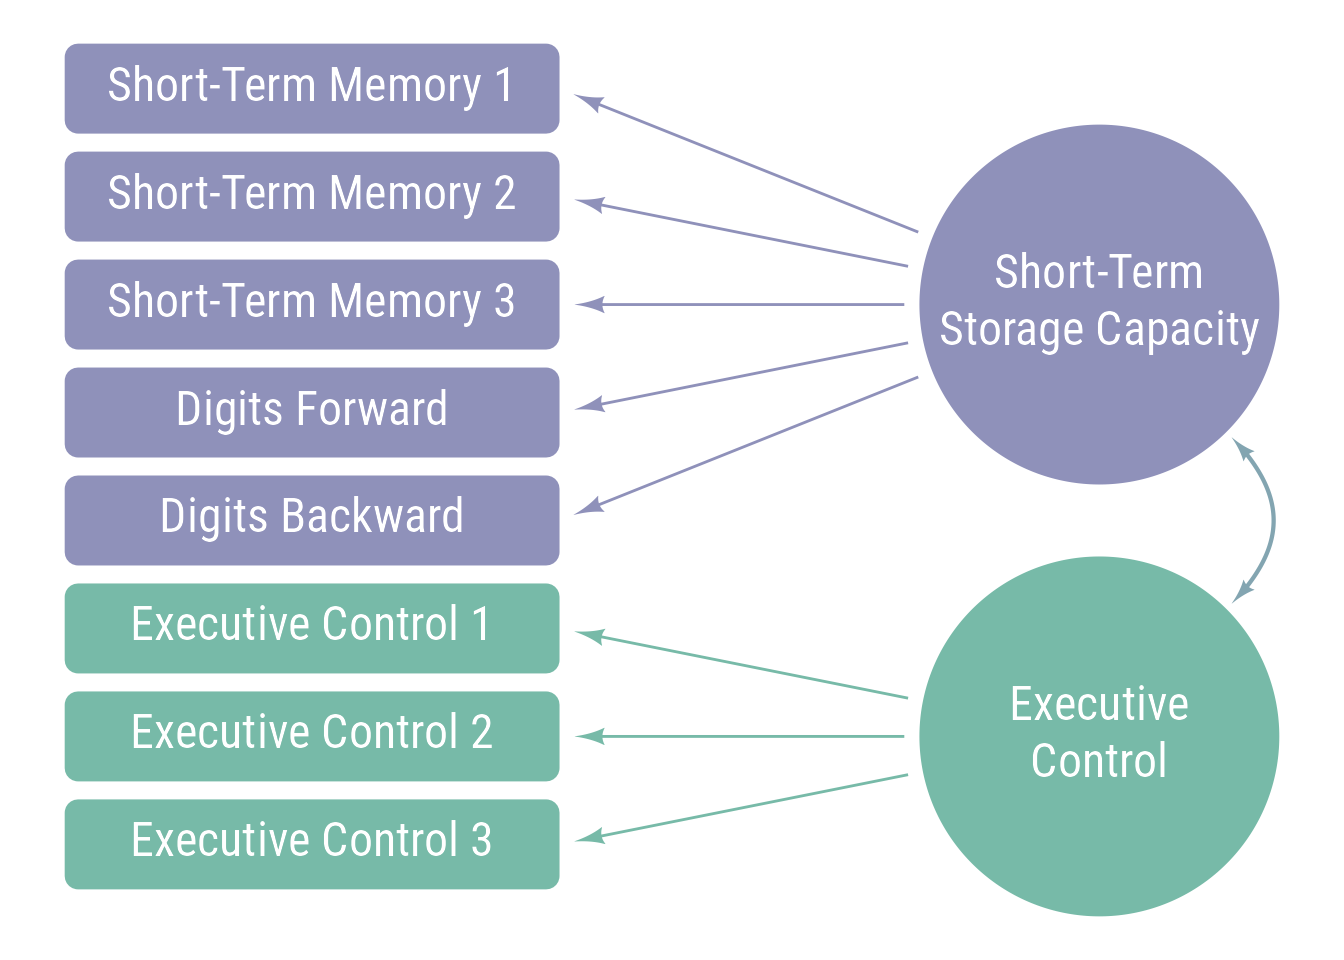 Short-Term Memory 1
Short-Term Memory 2
Short-Term Memory 3
Digits Forward
Digits Backward
Executive Control 1
Executive Control 2
Executive Control 3
Short-Term
Storage Capacity
Executive
Control